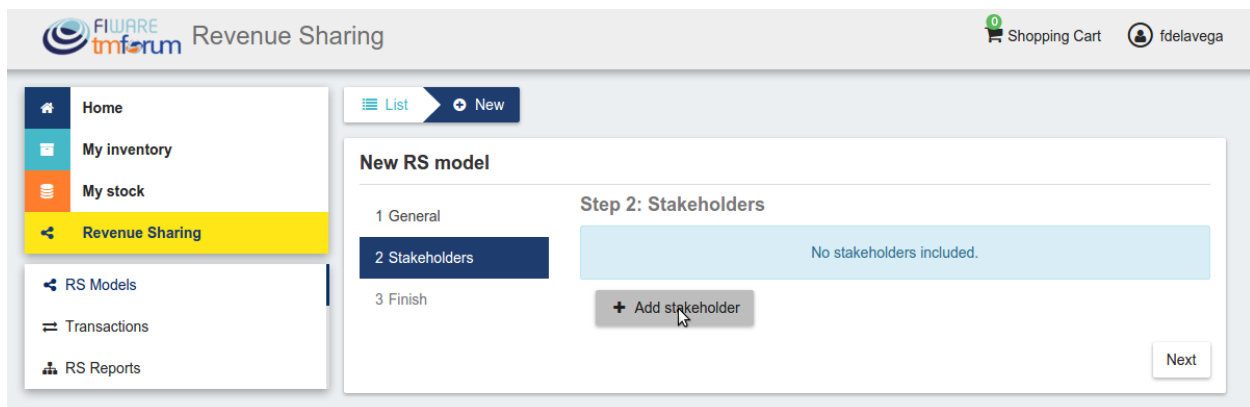 FIWARE
tmforum
Revenue Sharing
0
Shopping Cart
fdelavega
Home
My inventory
My stock
Revenue Sharing
RS Models
Transactions
RS Reports
List
New
New RS model
1 General
2 Stakeholders
3 Finish
Step 2: Stakeholders
No stakeholders included.
Add stakeholder
Next